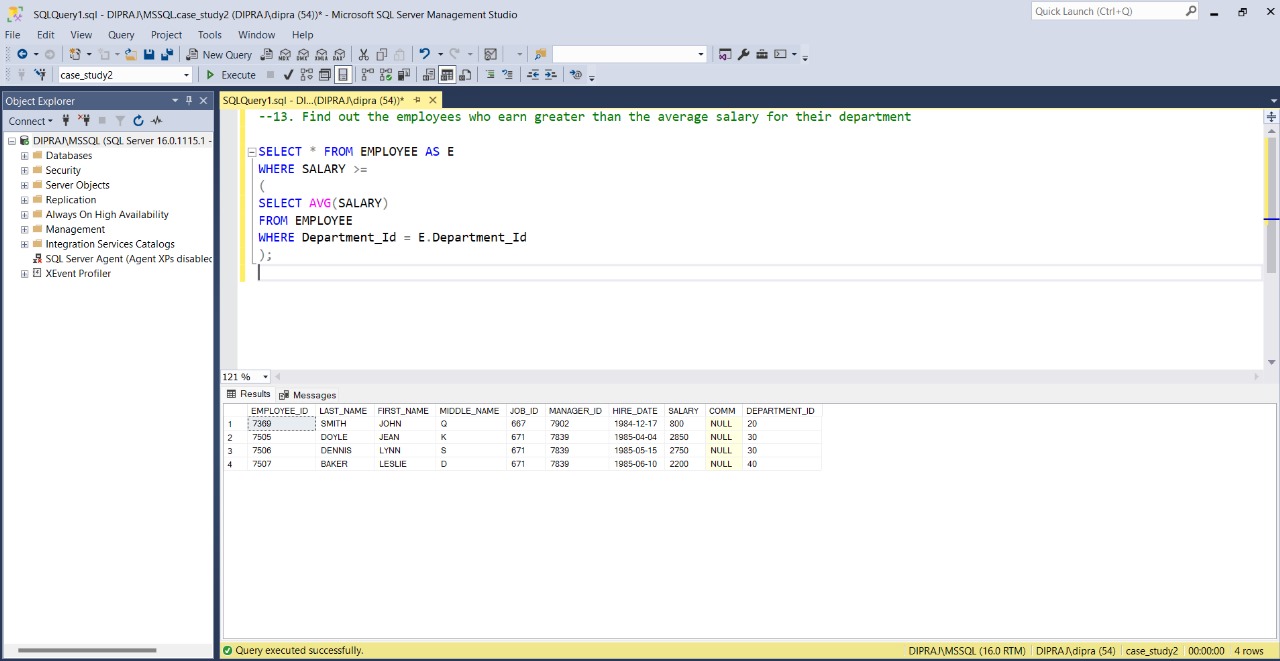 SQLQuery1.sql - DIPRAJ\MSSQL.case_study2 (DIPRAJ\dipra (54))* - Microsoft SQL Server Management Studio
Quick Launch (Ctrl+Q)
File Edit View Query Project Tools Window Help
New Query
case_study2 Execute
Object Explorer
Connect
DIPRAJ\MSSQL (SQL Server 16.0.1115.1 -
Databases
Security
Server Objects
Replication
Always On High Availability
Management
Integration Services Catalogs
SQL Server Agent (Agent XPs disabled
XEvent Profiler
SQLQuery1.sql - DI...(DIPRAJ\dipra (54))*
--13. Find out the employees who earn greater than the average salary for their department
SELECT * FROM EMPLOYEE AS E
WHERE SALARY >=
(
SELECT AVG(SALARY)
FROM EMPLOYEE
WHERE Department_Id = E.Department_Id
);
121 %
Results Messages
EMPLOYEE_ID LAST_NAME FIRST_NAME MIDDLE_NAME JOB_ID MANAGER_ID HIRE_DATE SALARY COMM DEPARTMENT_ID
1 7369 SMITH JOHN Q 667 7902 1984-12-17 800 NULL 20
2 7505 DOYLE JEAN K 671 7839 1985-04-04 2850 NULL 30
3 7506 DENNIS LYNN S 671 7839 1985-05-15 2750 NULL 30
4 7507 BAKER LESLIE D 671 7839 1985-06-10 2200 NULL 40
Query executed successfully. DIPRAJ\MSSQL (16.0 RTM) DIPRAJ\dipra (54) case_study2 00:00:00 4 rows